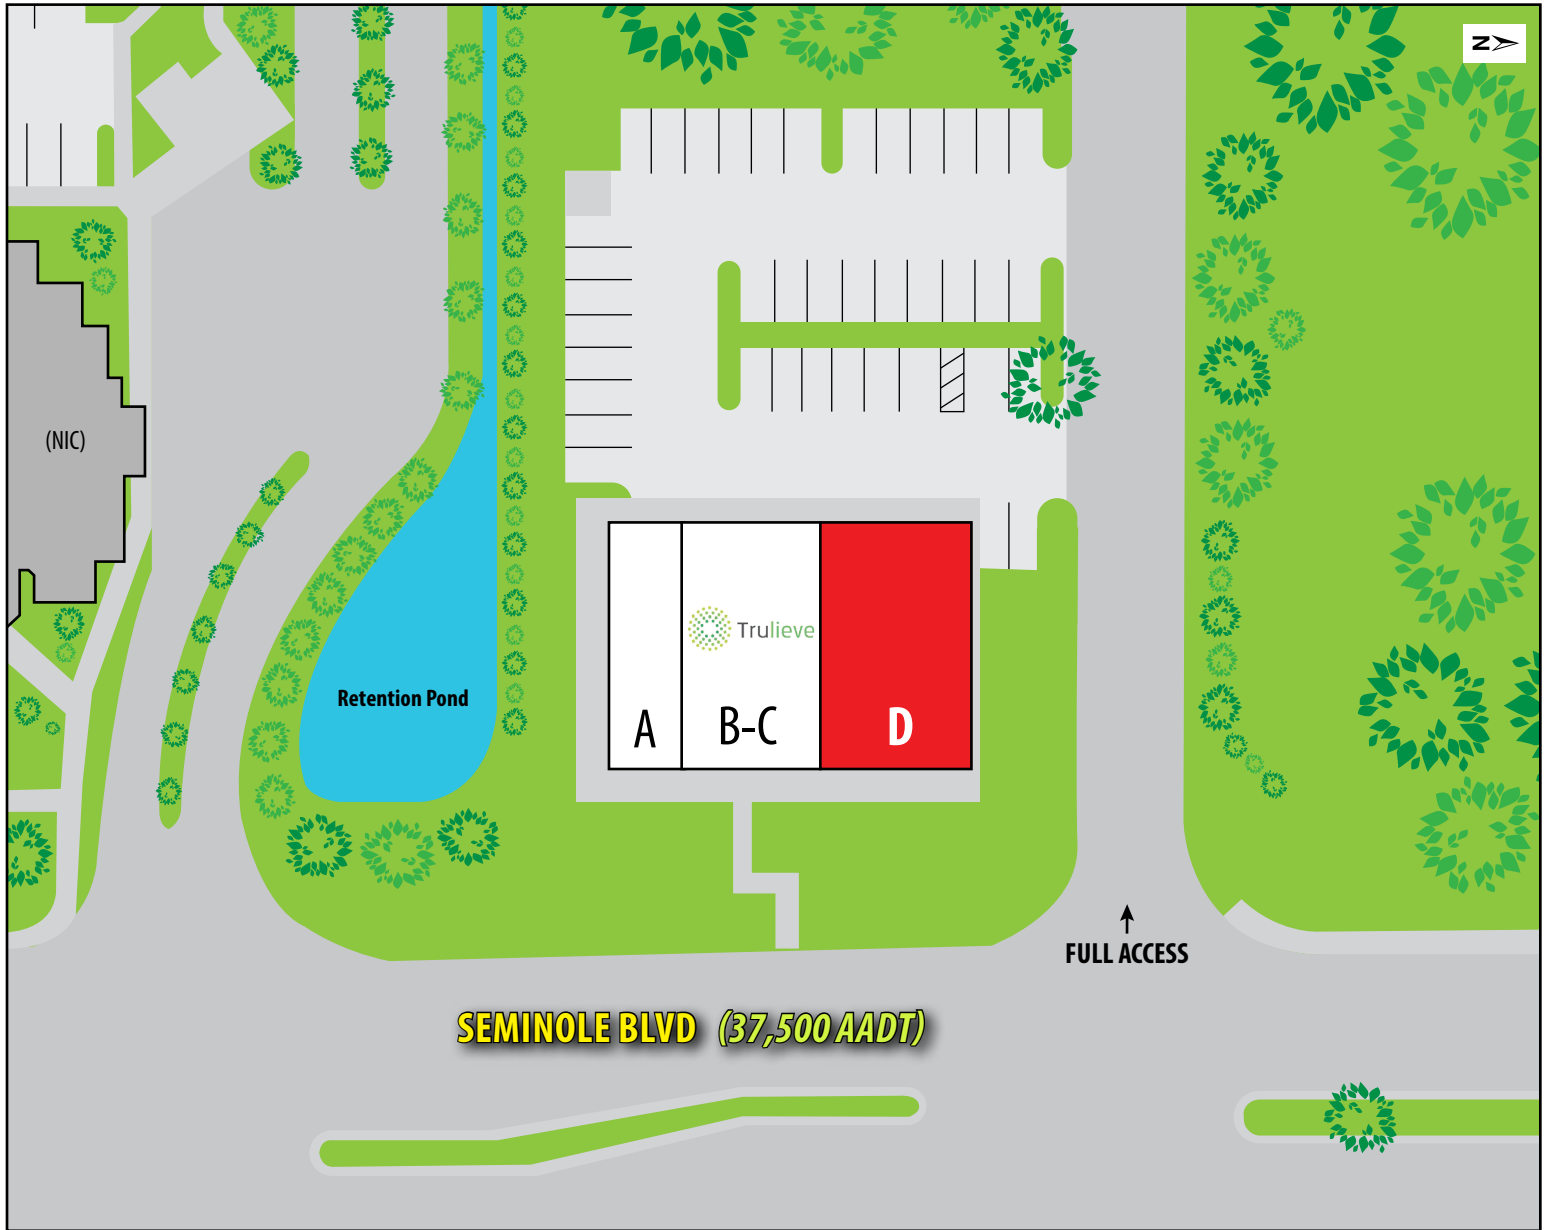 N
(NIC)
Trulieve
Retention Pond
A
B-C
D
FULL ACCESS
SEMINOLE BLVD (37,500 AADT)